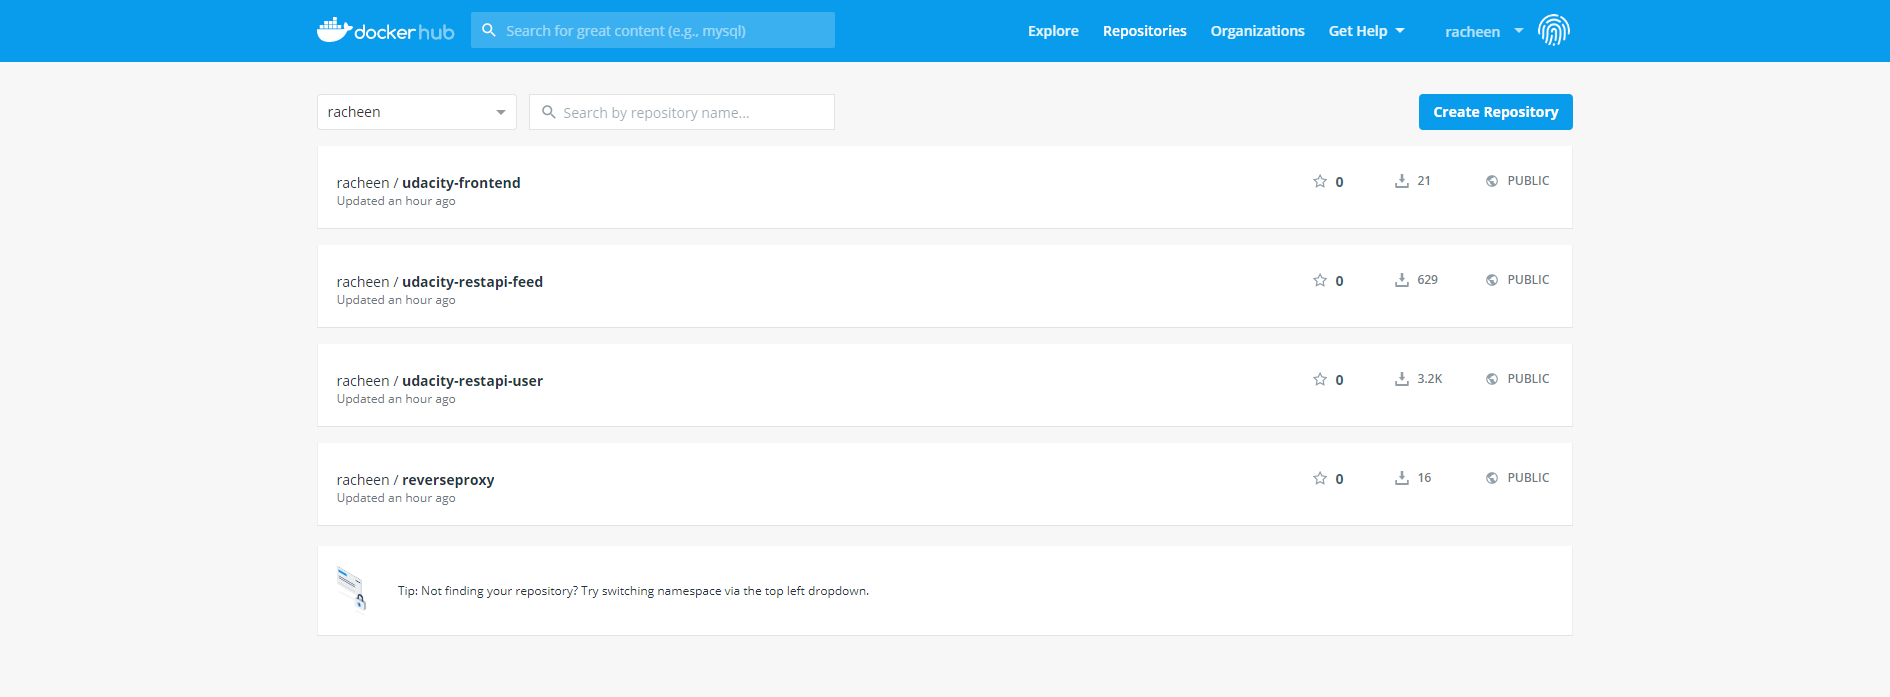 docker hub
Search for great content (e.g., mysql)
Explore
Repositories
Organizations
Get Help
racheen
racheen
Search by repository name...
Create Repository
racheen / udacity-frontend
Updated an hour ago
0
21
PUBLIC
racheen / udacity-restapi-feed
Updated an hour ago
0
629
PUBLIC
racheen / udacity-restapi-user
Updated an hour ago
0
3.2K
PUBLIC
racheen / reverseproxy
Updated an hour ago
0
16
PUBLIC
Tip: Not finding your repository? Try switching namespace via the top left dropdown.